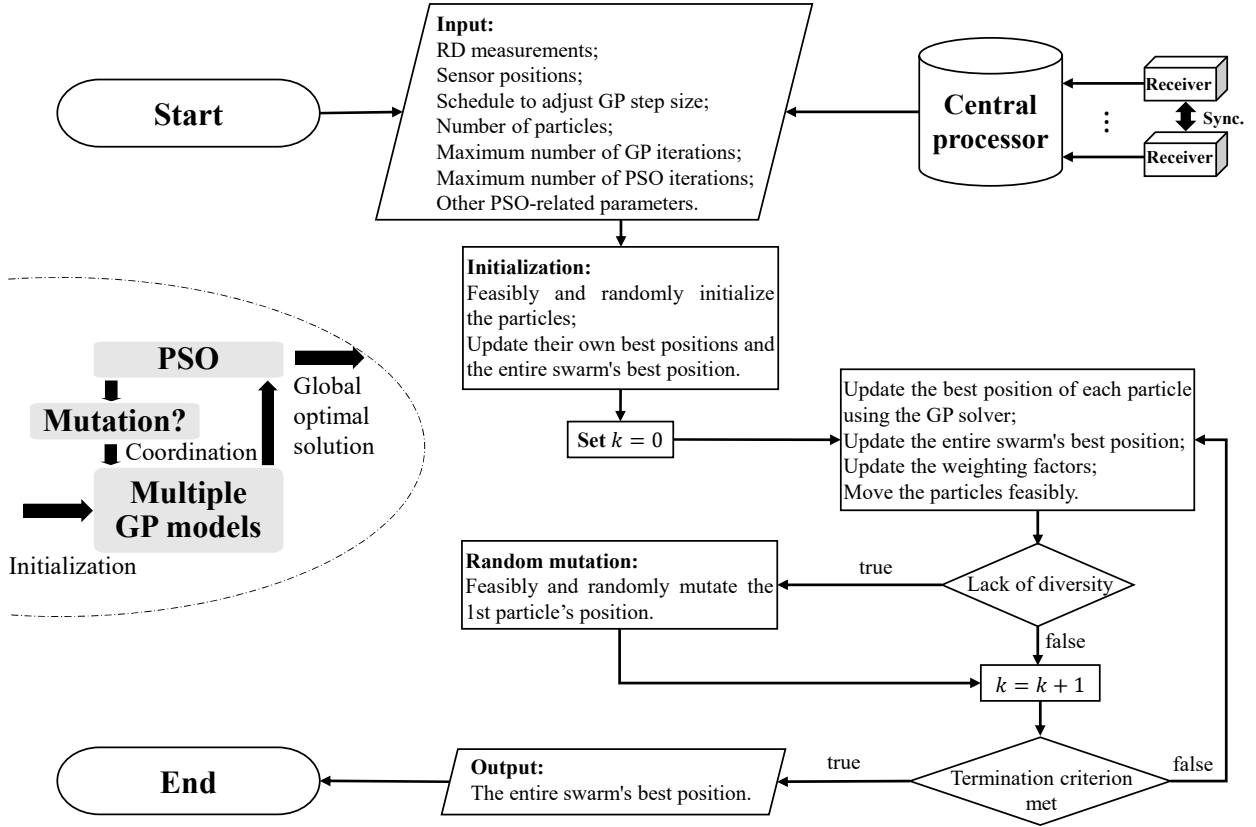 Start
Input:
RD measurements;
Sensor positions;
Schedule to adjust GP step size;
Number of particles;
Maximum number of GP iterations;
Maximum number of PSO iterations;
Other PSO-related parameters.
Central
processor
Receiver
Sync.
Receiver
Initialization:
Feasibly and randomly initialize
the particles;
Update their own best positions and
the entire swarm's best position.
Set k = 0
Update the best position of each particle
using the GP solver;
Update the entire swarm's best position;
Update the weighting factors;
Move the particles feasibly.
Lack of diversity
true
false
Random mutation:
Feasibly and randomly mutate the
1st particle’s position.
k = k + 1
Termination criterion
met
true
false
Output:
The entire swarm's best position.
End
PSO
Mutation?
Coordination
Multiple
GP models
Initialization
Global
optimal
solution